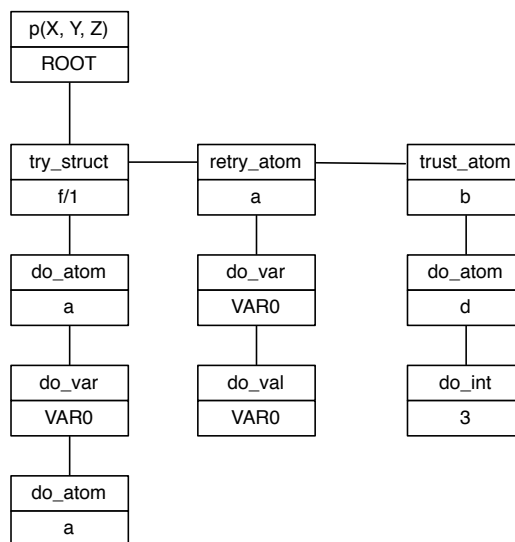 p(X, Y, Z)
ROOT
try_struct
f/1
retry_atom
a
trust_atom
b
do_atom
a
do_var
VAR0
do_atom
d
do_var
VAR0
do_val
VAR0
do_int
3
do_atom
a